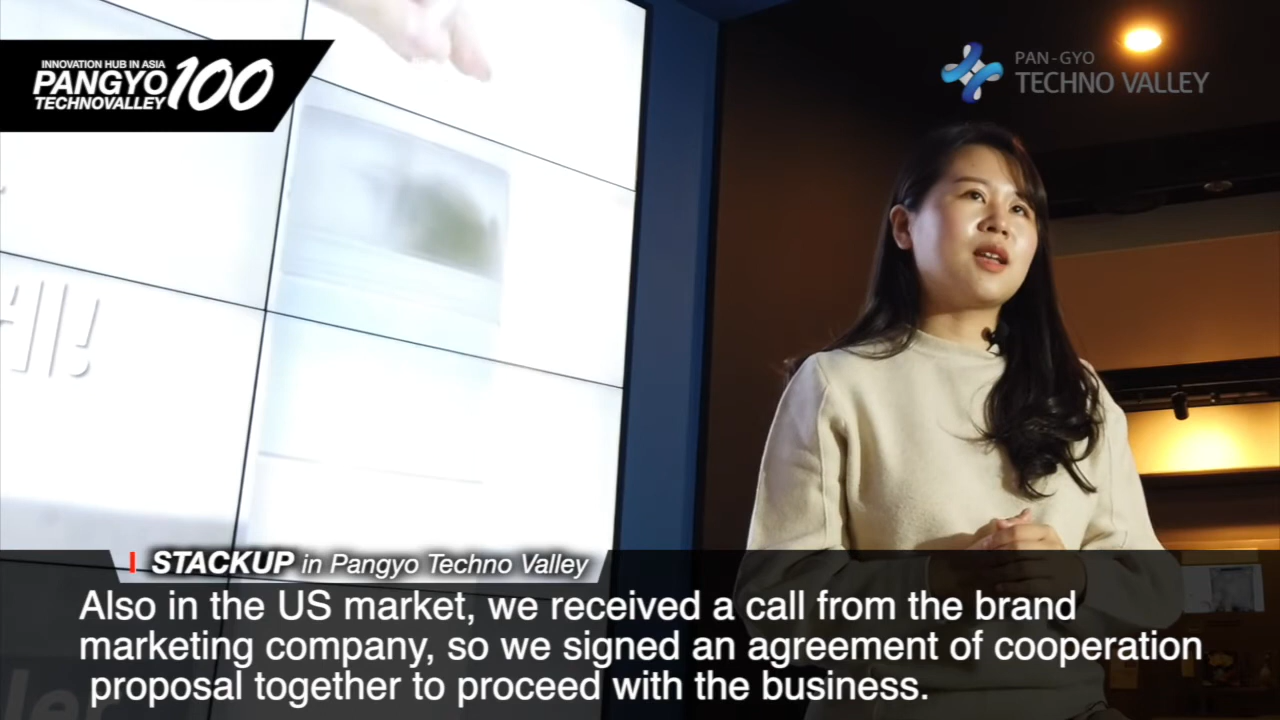 INNOVATION HUB IN ASIA
PANGYO
TECHNOVALLEY
100
PAN-GYO
TECHNO VALLEY
All!
STACKUP in Pangyo Techno Valley
Also in the US market, we received a call from the brand
marketing company, so we signed an agreement of cooperation
proposal together to proceed with the business.